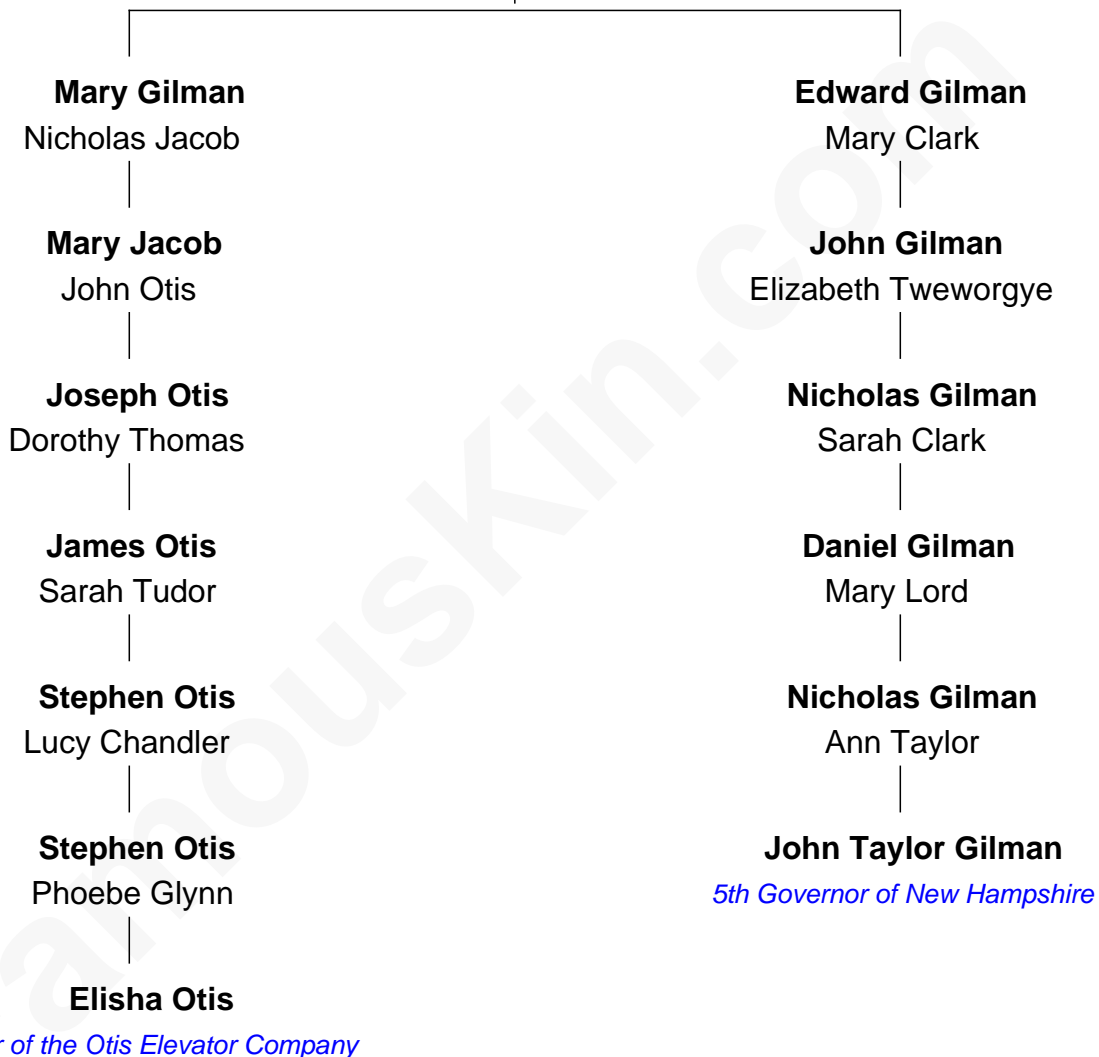 Mary Gilman
Nicholas Jacob
Mary Jacob
John Otis
Joseph Otis
Dorothy Thomas
James Otis
Sarah Tudor
Stephen Otis
Lucy Chandler
Stephen Otis
Phoebe Glynn
Elisha Otis
r of the Otis Elevator Company
Edward Gilman
Mary Clark
John Gilman
Elizabeth Tweworgye
Nicholas Gilman
Sarah Clark
Daniel Gilman
Mary Lord
Nicholas Gilman
Ann Taylor
John Taylor Gilman
5th Governor of New Hampshire
amouskin.com